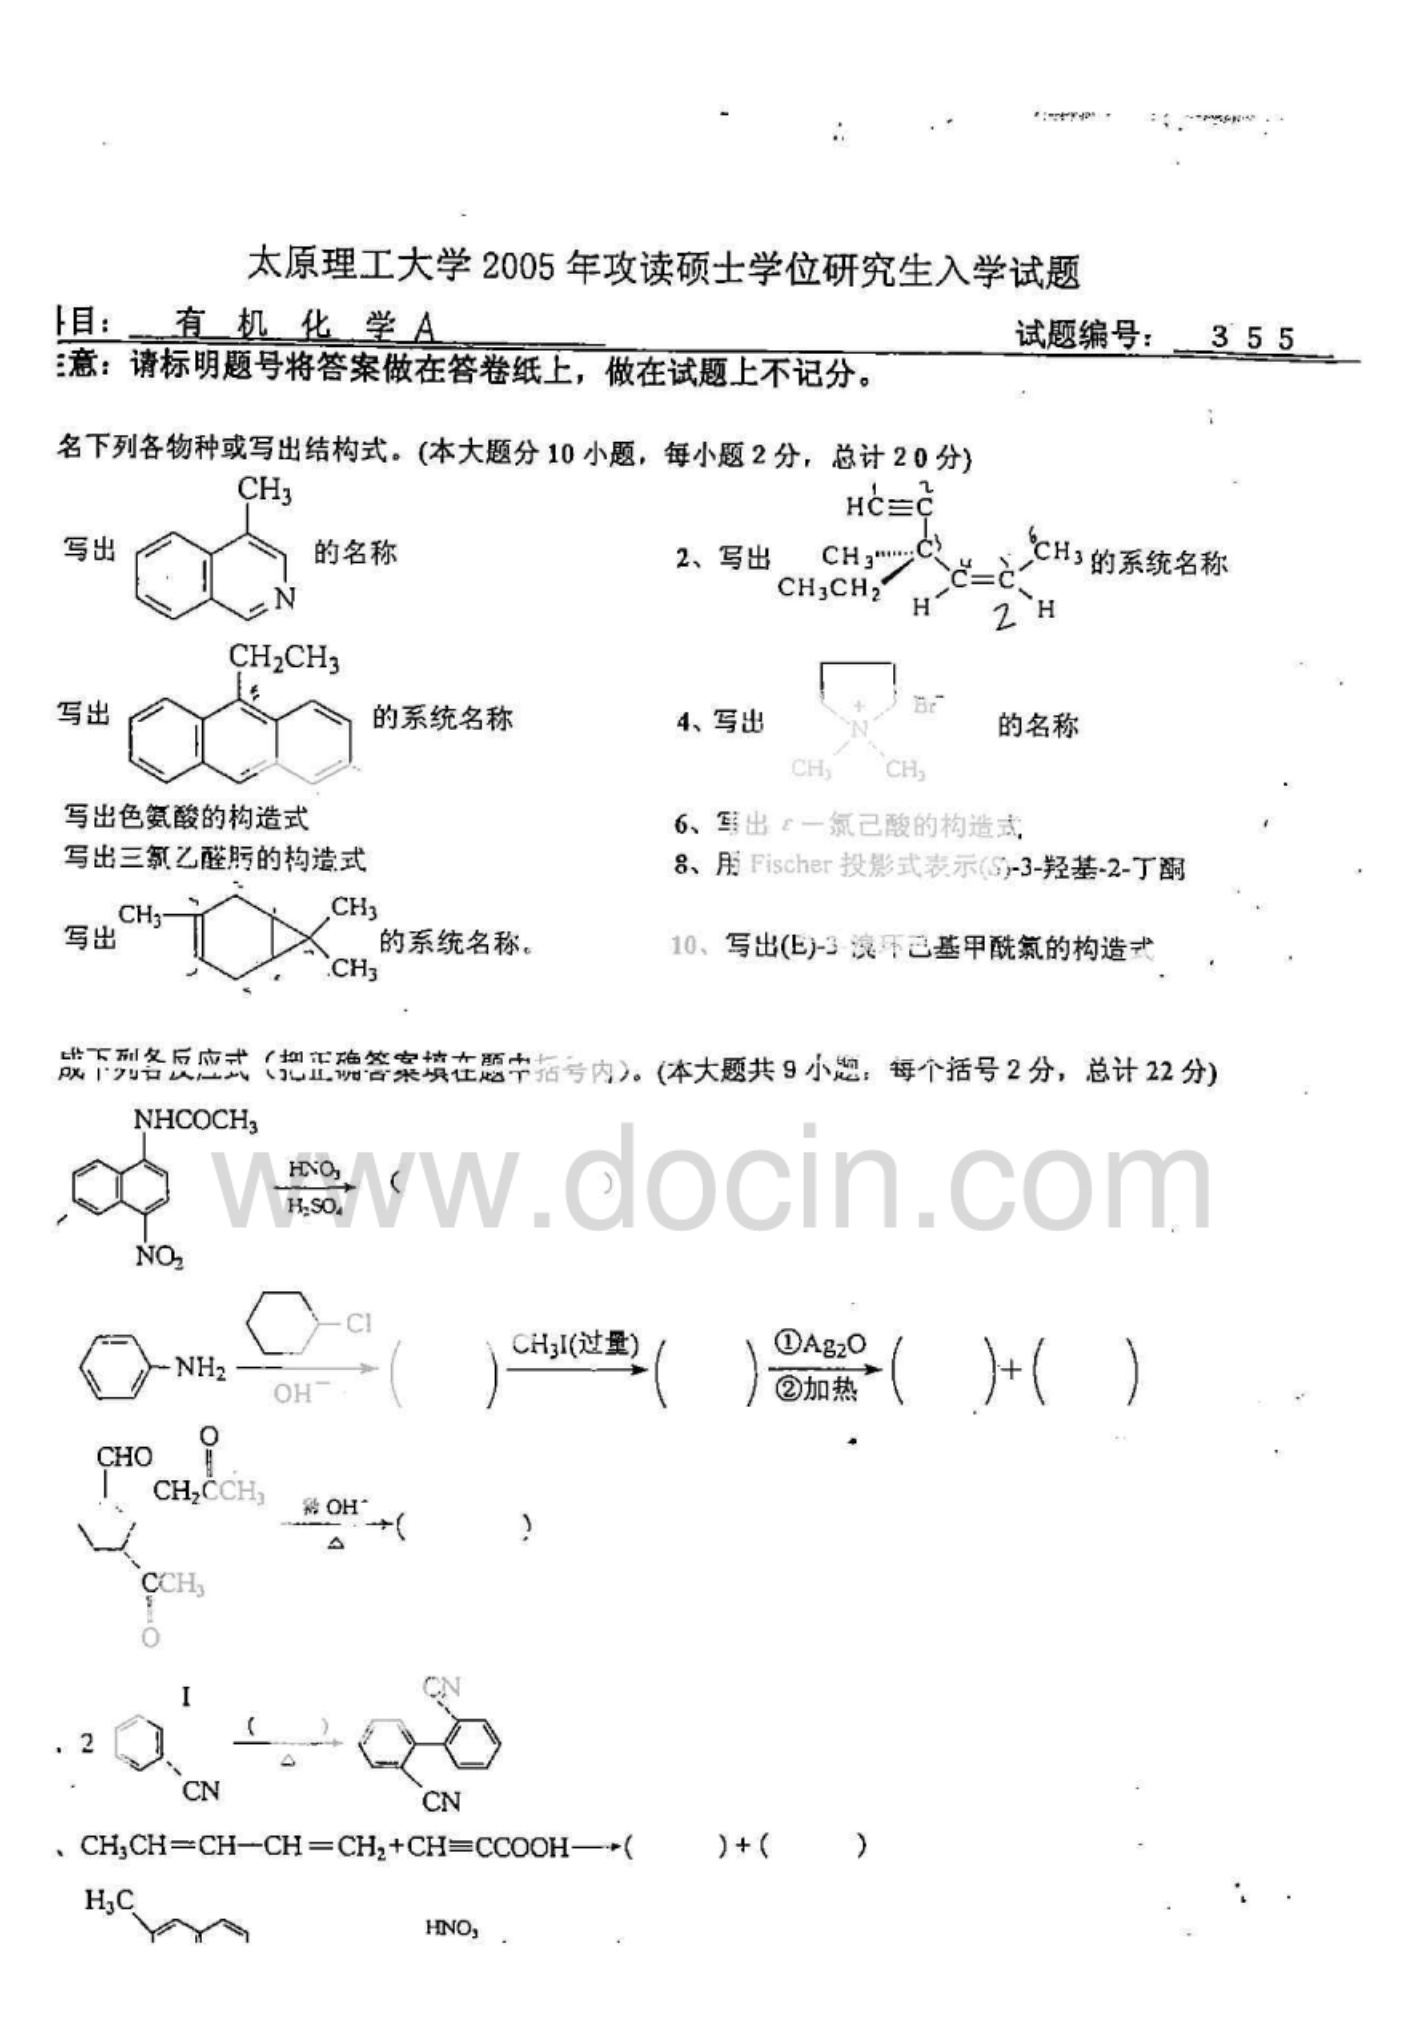 太原理工大学 2005 年攻读硕士学位研究生入学试题
目: 有 机 化 学 A 试题编号: 3 5 5
意: 请标明题号将答案做在答卷纸上,做在试题上不记分。
名下列各物种或写出结构式。(本大题分 10 小题,每小题 2 分,总计 2 0 分)
写出 CH3 N 的名称
2、写出 HC≡C CH3 C CH3CH2 C=C CH3 H H 的系统名称
1 2 3 4 6 2
写出 CH2CH3 的系统名称
4、写出 N + Br- CH3 CH3 的名称
写出色氨酸的构造式
6、写出 ε—氯己酸的构造式
写出三氯乙醛肟的构造式
8、用 Fischer 投影式表示(S)-3-羟基-2-丁酮
写出 CH3 CH3 CH3 的系统名称。
10、写出(E)-3-溴环己基甲酰氯的构造式
成下列各反应式(把正确答案填在题中括号内)。(本大题共 9 小题,每个括号 2 分,总计 22 分)
NHCOCH3
HNO3
H2SO4 ( )
NO2
Cl
NH2 OH- ( ) CH3I(过量) ( ) ①Ag2O ②加热 ( )+( )
O
CHO
CH2CCH3
稀 OH- △ ( )
CCH3
O
I CN
2 ( ) △
CN CN
、CH3CH=CH-CH=CH2+CH≡CCOOH→( )+( )
H3C
HNO3
www.docin.com